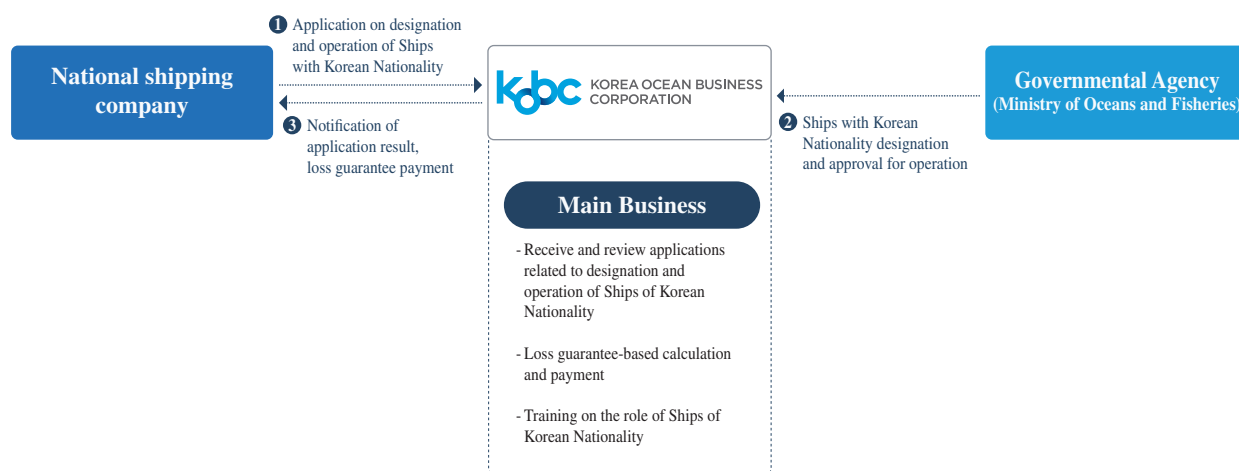 National shipping
company
1 Application on designation
and operation of Ships
with Korean Nationality
3 Notification of
application result,
loss guarantee payment
kobc KOREA OCEAN BUSINESS
CORPORATION
Governmental Agency
(Ministry of Oceans and Fisheries)
2 Ships with Korean
Nationality designation
and approval for operation
Main Business
- Receive and review applications
related to designation and
operation of Ships of Korean
Nationality
- Loss guarantee-based calculation
and payment
- Training on the role of Ships of
Korean Nationality